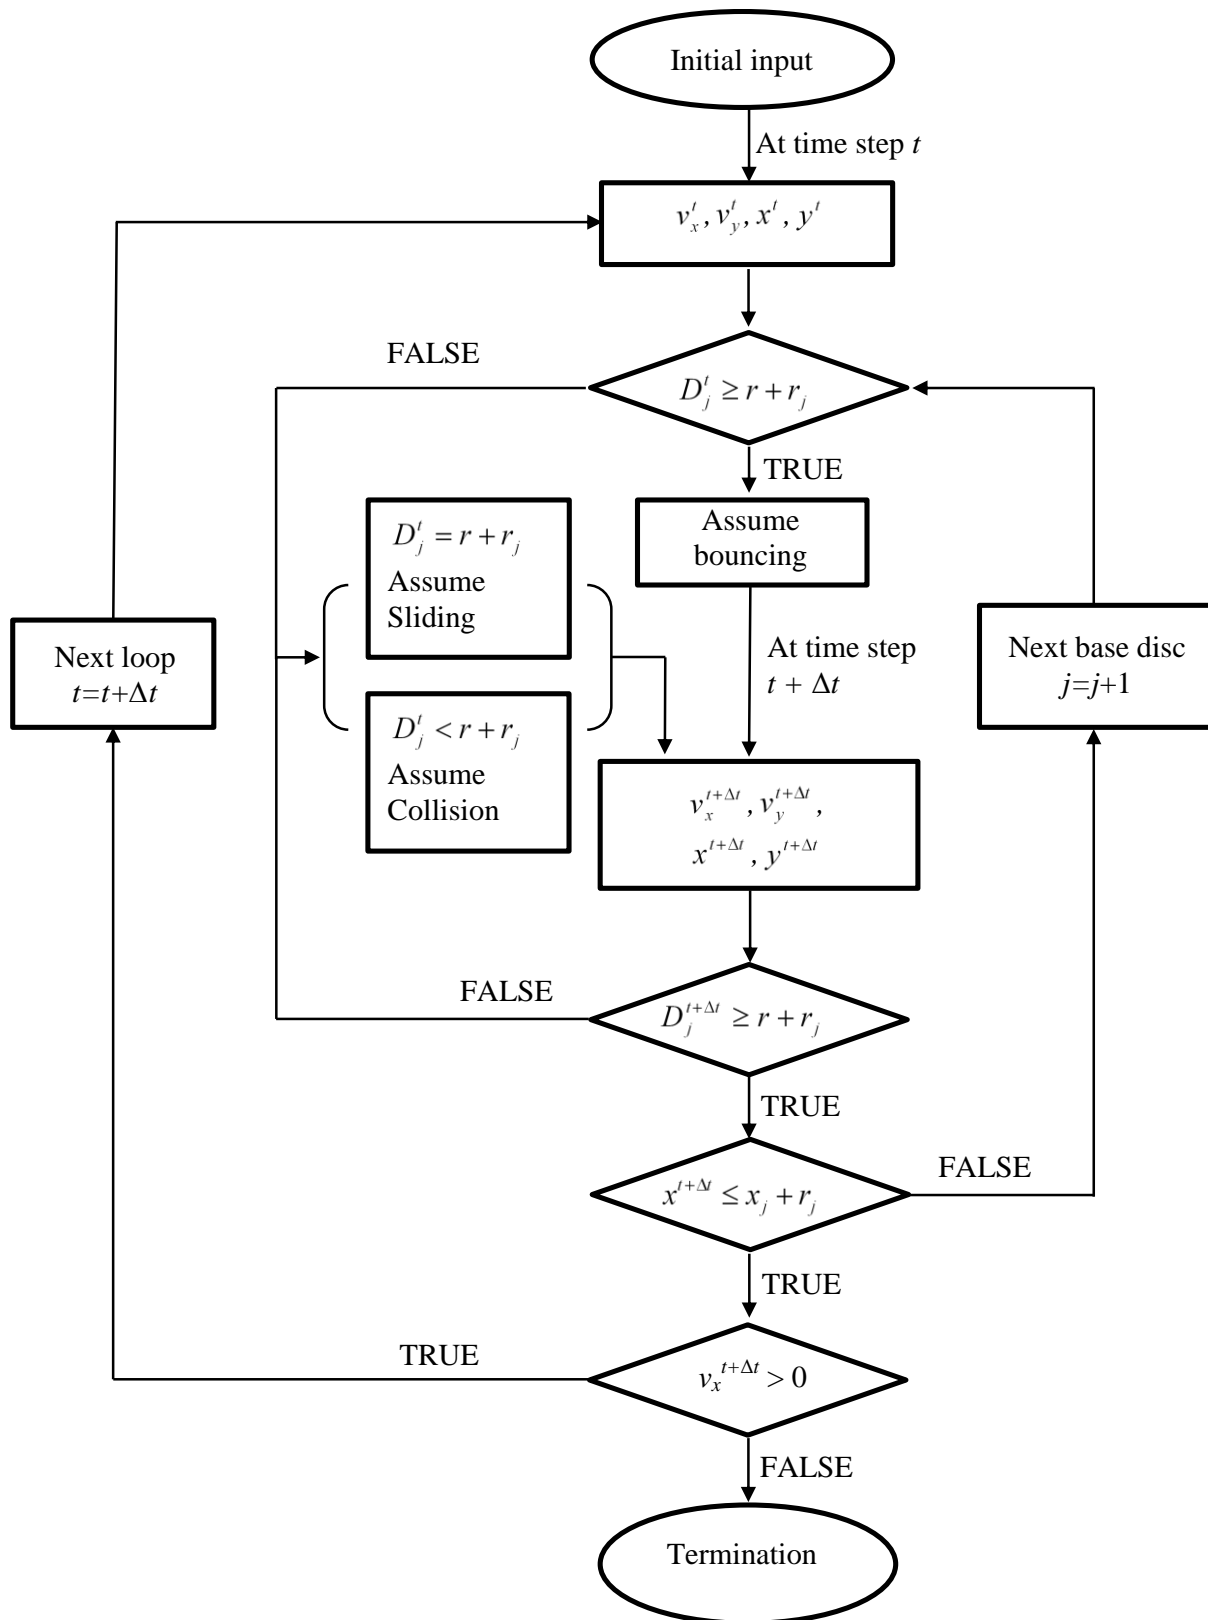 Initial input
At time step t
v_x^t, v_y^t, x^t, y^t
FALSE
D_j^t ≥ r + r_j
TRUE
D_j^t = r + r_j
Assume
Sliding
Assume
bouncing
Next loop
t=t+Δt
At time step
t + Δt
Next base disc
j=j+1
D_j^t < r + r_j
Assume
Collision
v_x^{t+Δt}, v_y^{t+Δt},
x^{t+Δt}, y^{t+Δt}
FALSE
D_j^{t+Δt} ≥ r + r_j
TRUE
FALSE
x^{t+Δt} ≤ x_j + r_j
TRUE
TRUE
v_x^{t+Δt} > 0
FALSE
Termination